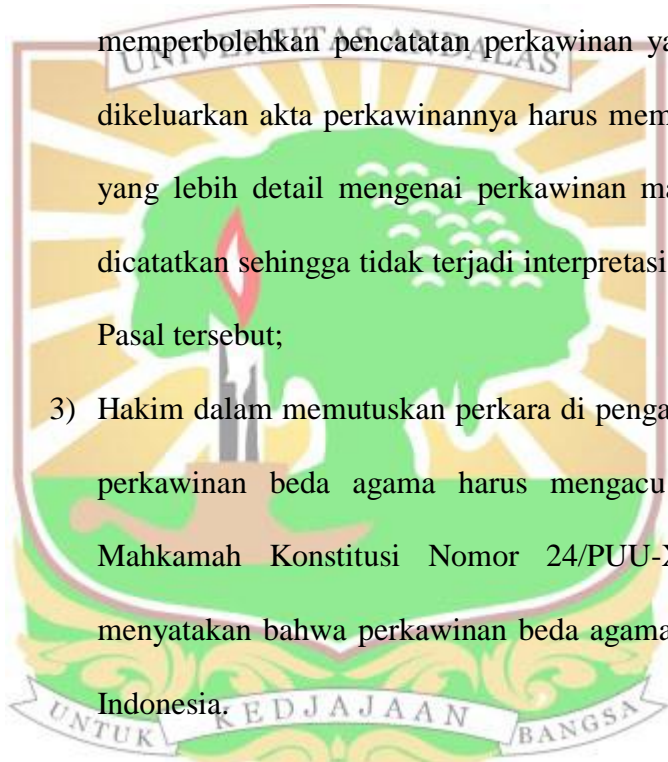 memperbolehkan pencatatan perkawinan ya
UNIVERSITAS ANDALAS
dikeluarkan akta perkawinannya harus mem
yang lebih detail mengenai perkawinan ma
dicatatkan sehingga tidak terjadi interpretasi
Pasal tersebut;
3) Hakim dalam memutuskan perkara di penga
perkawinan beda agama harus mengacu
Mahkamah Konstitusi Nomor 24/PUU-X
menyatakan bahwa perkawinan beda agama
Indonesia.
UNTUK KEDJAJAAN BANGSA